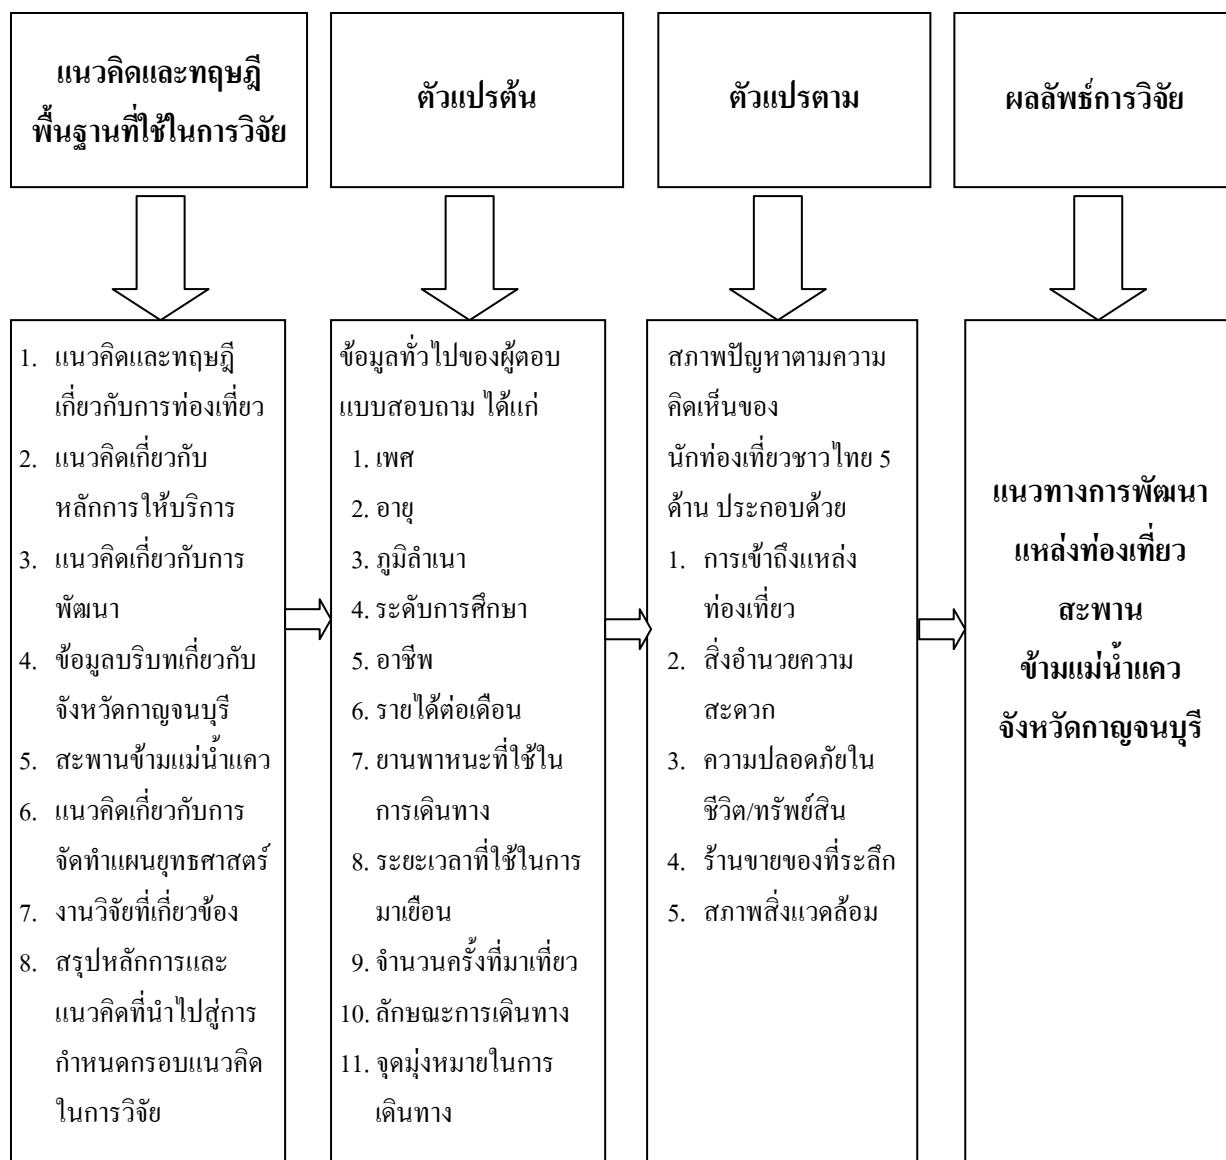 แนวคิดและทฤษฎี
พื้นฐานที่ใช้ในการวิจัย
ตัวแปรต้น
ตัวแปรตาม
ผลลัพธ์การวิจัย
1. แนวคิดและทฤษฎี
เกี่ยวกับการท่องเที่ยว
2. แนวคิดเกี่ยวกับ
หลักการให้บริการ
3. แนวคิดเกี่ยวกับการ
พัฒนา
4. ข้อมูลบริบทเกี่ยวกับ
จังหวัดกาญจนบุรี
5. สะพานข้ามแม่น้ำแคว
6. แนวคิดเกี่ยวกับการ
จัดทำแผนยุทธศาสตร์
7. งานวิจัยที่เกี่ยวข้อง
8. สรุปหลักการและ
แนวคิดที่นำไปสู่การ
กำหนดกรอบแนวคิด
ในการวิจัย
ข้อมูลทั่วไปของผู้ตอบ
แบบสอบถาม ได้แก่
1. เพศ
2. อายุ
3. ภูมิลำเนา
4. ระดับการศึกษา
5. อาชีพ
6. รายได้ต่อเดือน
7. ยานพาหนะที่ใช้ใน
การเดินทาง
8. ระยะเวลาที่ใช้ในการ
มาเยือน
9. จำนวนครั้งที่มาเที่ยว
10. ลักษณะการเดินทาง
11. จุดมุ่งหมายในการ
เดินทาง
สภาพปัญหาตามความ
คิดเห็นของ
นักท่องเที่ยวชาวไทย 5
ด้าน ประกอบด้วย
1. การเข้าถึงแหล่ง
ท่องเที่ยว
2. สิ่งอำนวยความ
สะดวก
3. ความปลอดภัยใน
ชีวิต/ทรัพย์สิน
4. ร้านขายของที่ระลึก
5. สภาพสิ่งแวดล้อม
แนวทางการพัฒนา
แหล่งท่องเที่ยว
สะพาน
ข้ามแม่น้ำแคว
จังหวัดกาญจนบุรี